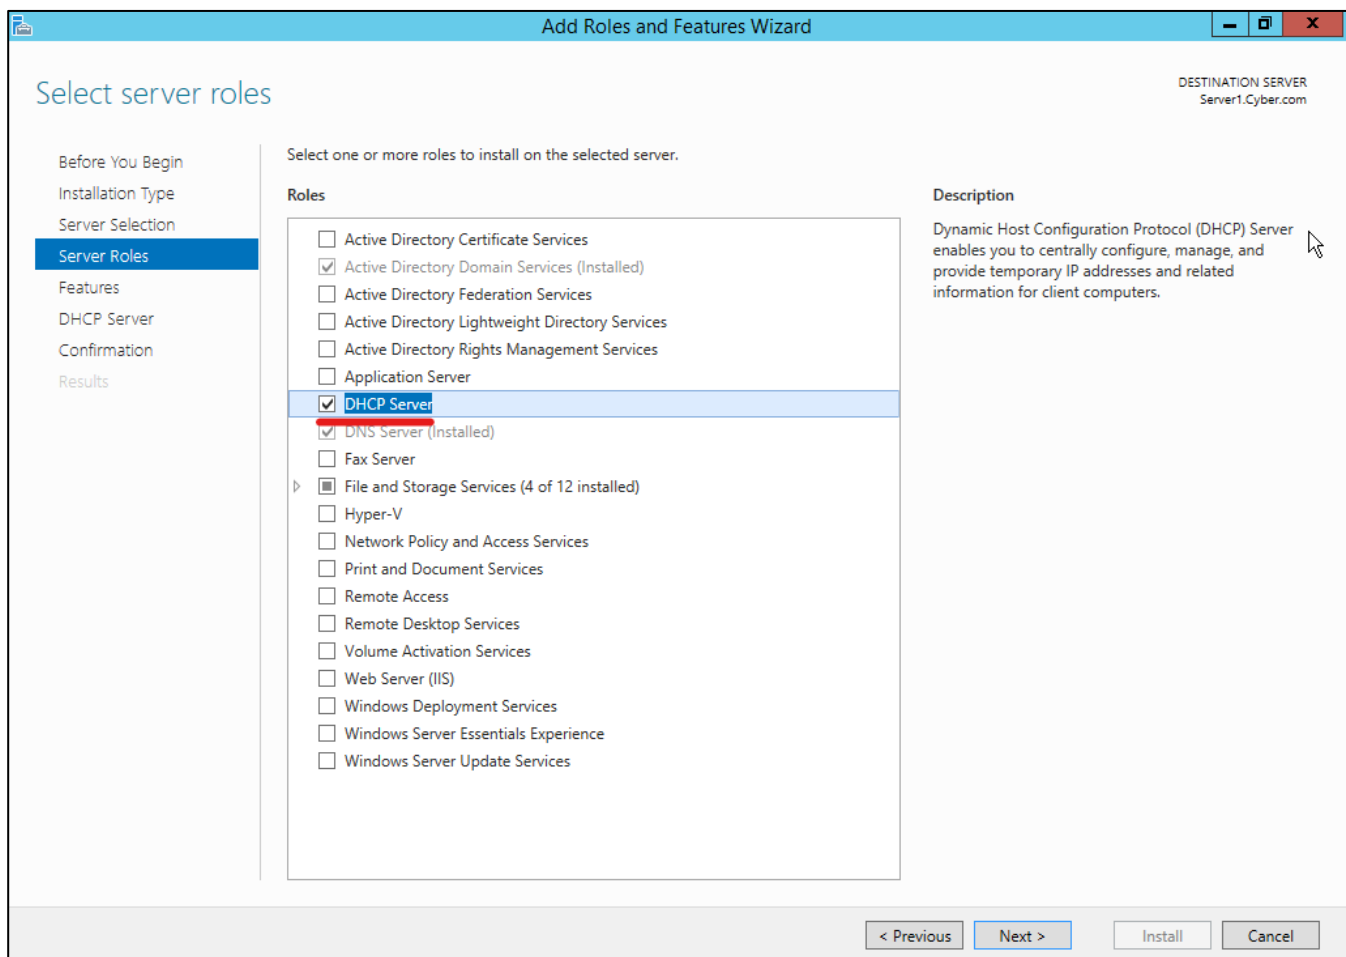 Add Roles and Features Wizard
Select server roles
DESTINATION SERVER
Server1.Cyber.com
Before You Begin
Installation Type
Server Selection
Server Roles
Features
DHCP Server
Confirmation
Results
Select one or more roles to install on the selected server.
Roles
Active Directory Certificate Services
Active Directory Domain Services (Installed)
Active Directory Federation Services
Active Directory Lightweight Directory Services
Active Directory Rights Management Services
Application Server
DHCP Server
DNS Server (Installed)
Fax Server
File and Storage Services (4 of 12 installed)
Hyper-V
Network Policy and Access Services
Print and Document Services
Remote Access
Remote Desktop Services
Volume Activation Services
Web Server (IIS)
Windows Deployment Services
Windows Server Essentials Experience
Windows Server Update Services
Description
Dynamic Host Configuration Protocol (DHCP) Server
enables you to centrally configure, manage, and
provide temporary IP addresses and related
information for client computers.
< Previous
Next >
Install
Cancel